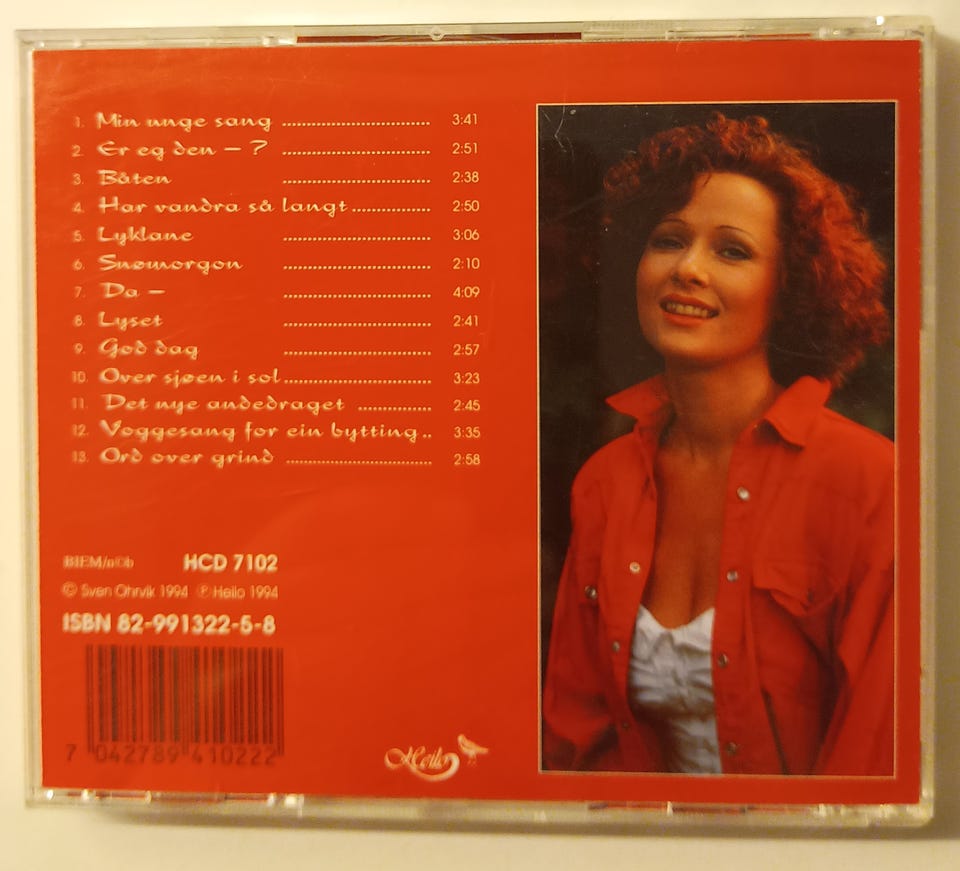 1. Min unge sang ........................ 3:41
2. Er eg den – ? ........................ 2:51
3. Båten ........................ 2:38
4. Har vandra så langt ............. 2:50
5. Lyklane ........................ 3:06
6. Snømorgon ........................ 2:10
7. Da – ........................ 4:09
8. Lyset ........................ 2:41
9. God dag ........................ 2:57
10. Over sjøen i sol ........................ 3:23
11. Det nye andedraget ............ 2:45
12. Voggesang for ein bytting .. 3:35
13. Ord over grind ........................ 2:58
BIEM/n©b HCD 7102
© Sven Ohrvik 1994 ℗ Heilo 1994
ISBN 82-991322-5-8
7 042789 410222
Heilo